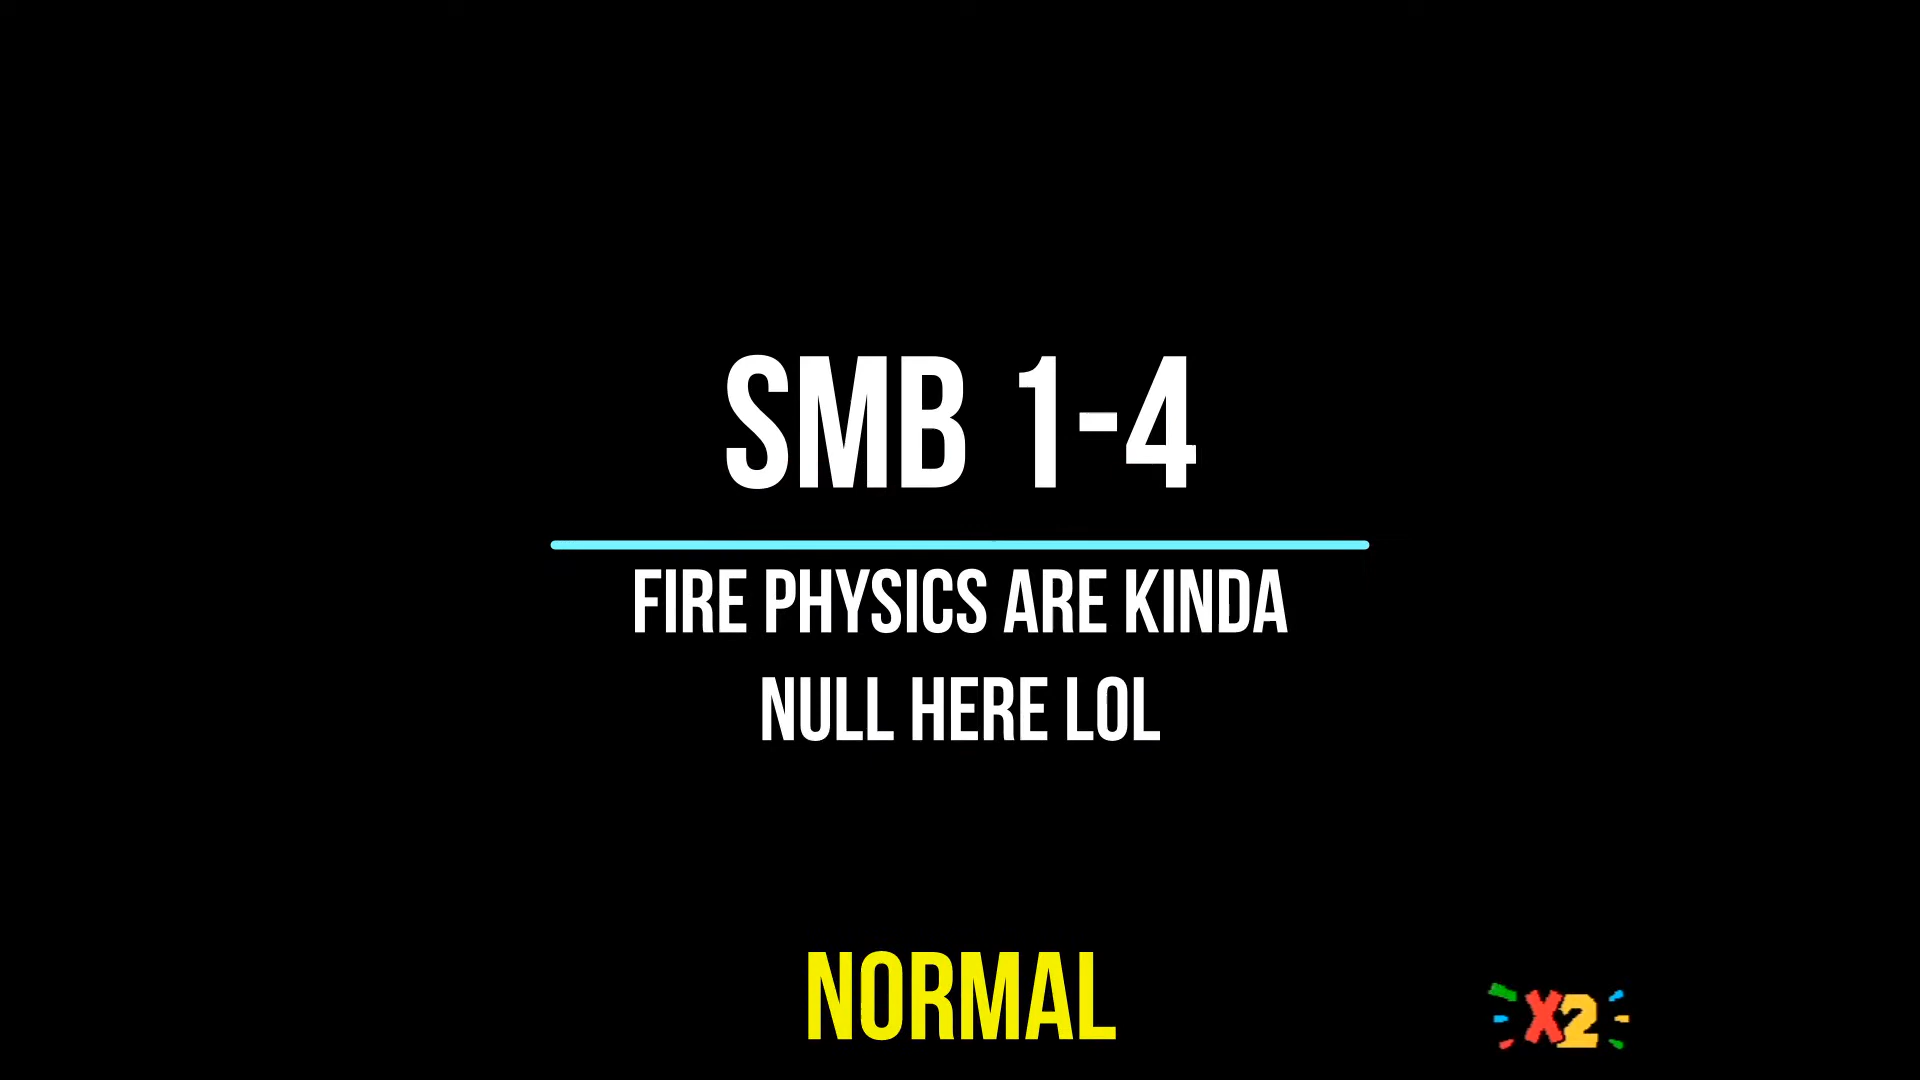 SMB 1-4
FIRE PHYSICS ARE KINDA
NULL HERE LOL
NORMAL
X2